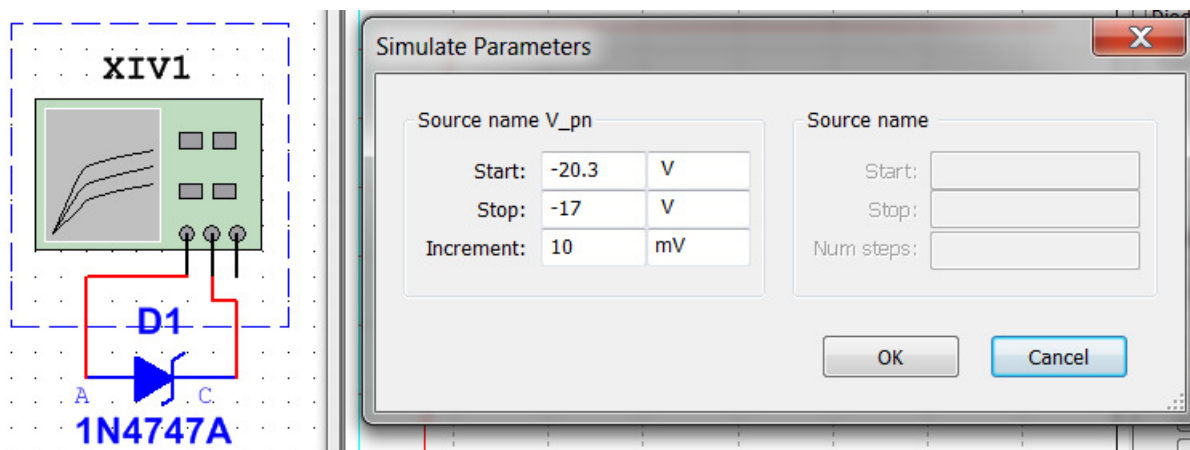 XIV1
D1
A C
1N4747A
Simulate Parameters
X
Source name V_pn
Start: -20.3 V
Stop: -17 V
Increment: 10 mV
Source name
Start:
Stop:
Num steps:
OK Cancel